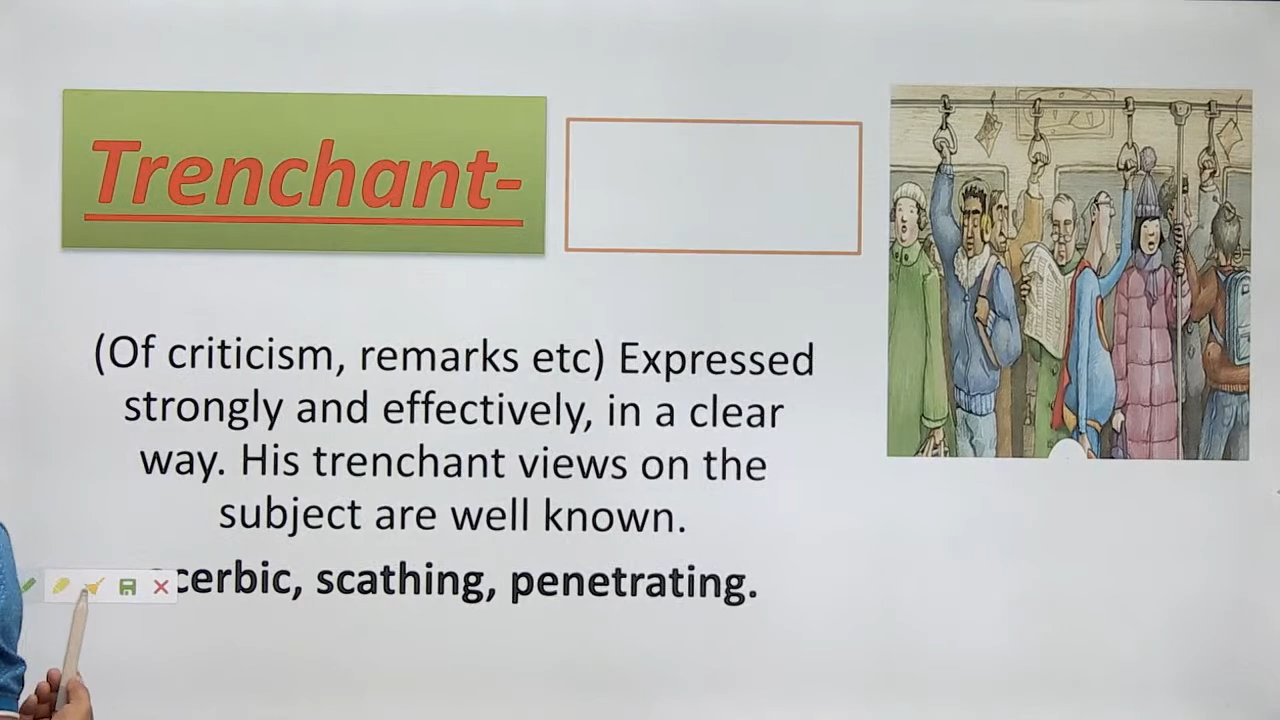 Trenchant-
(Of criticism, remarks etc) Expressed
strongly and effectively, in a clear
way. His trenchant views on the
subject are well known.
scathing, penetrating.